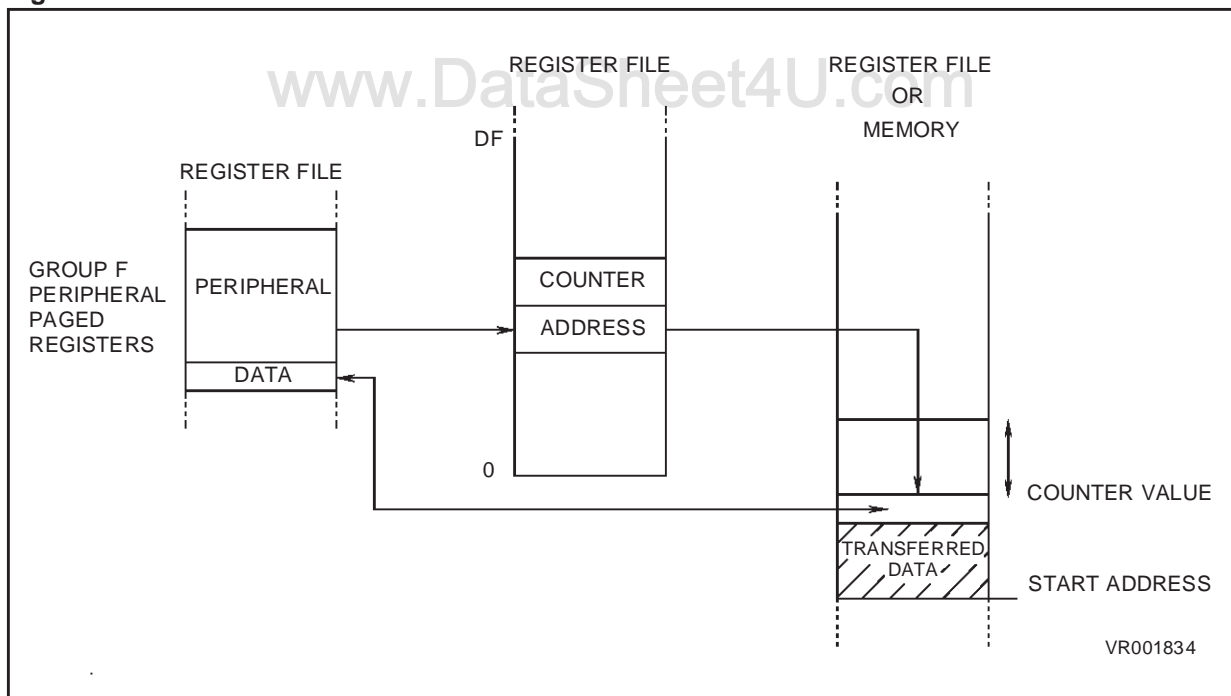 www.DataSheet4U.com
REGISTER FILE
REGISTER FILE
OR
MEMORY
DF
REGISTER FILE
GROUP F
PERIPHERAL
PAGED
REGISTERS
PERIPHERAL
DATA
COUNTER
ADDRESS
0
COUNTER VALUE
TRANSFERRED
DATA
START ADDRESS
VR001834